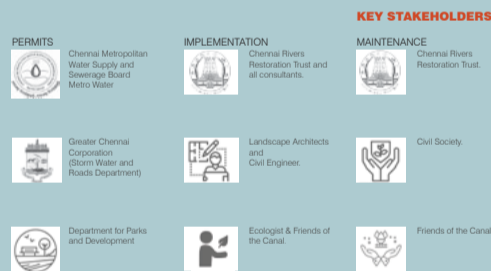 KEY STAKEHOLDERS
PERMITS
Chennai Metropolitan
Water Supply and
Sewerage Board
Metro Water
Greater Chennai
Corporation
(Storm Water and
Roads Department)
Department for Parks
and Development
IMPLEMENTATION
Chennai Rivers
Restoration Trust and
all consultants.
Landscape Architects
and
Civil Engineer.
Ecologist & Friends of
the Canal
MAINTENANCE
Chennai Rivers
Restoration Trust.
Civil Society.
Friends of the Canal